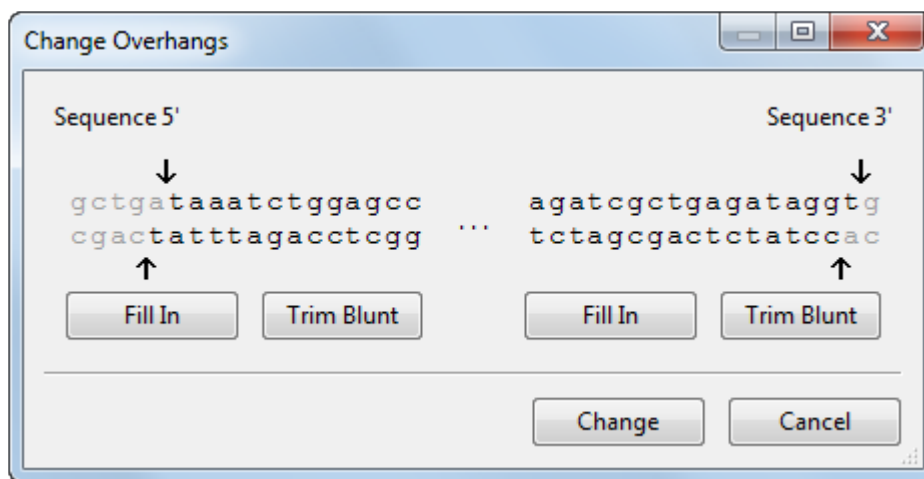 Change Overhangs
Sequence 5' Sequence 3'
gctgataaatctggagcc agatcgctgagataggtg
...
cgactatttagacctcgg tctagcgactctatccac
Fill In Trim Blunt Fill In Trim Blunt
Change Cancel